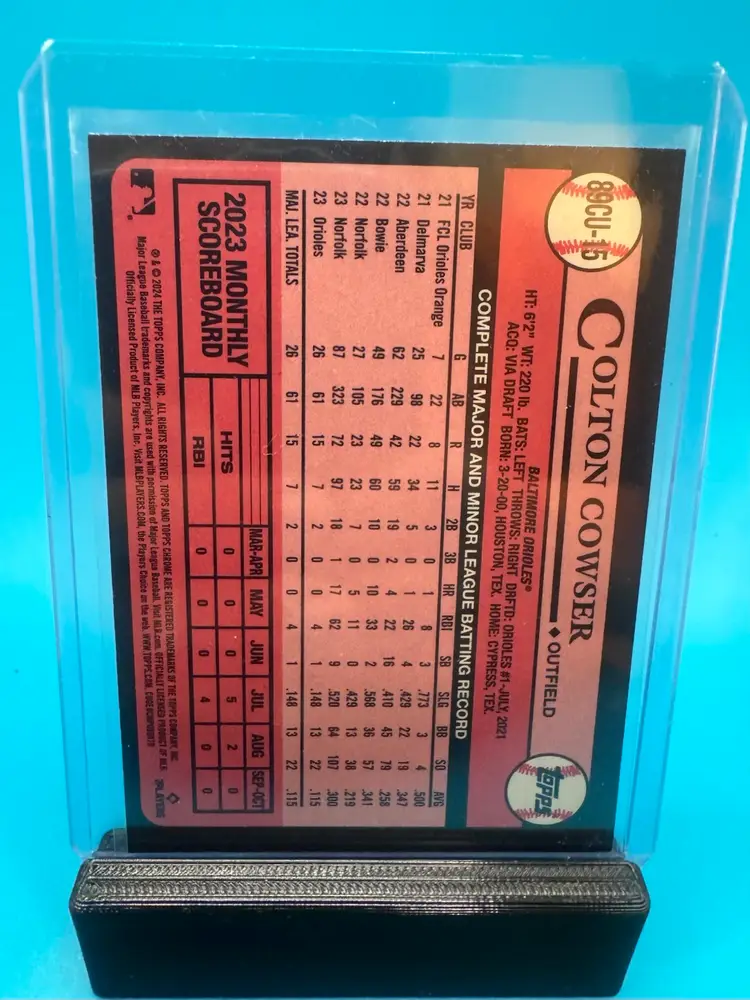 89CU-15
COLTON COWSER
♦ OUTFIELD
TOPPS
BALTIMORE ORIOLES®
HT: 6'2" WT: 220 lb. BATS: LEFT THROWS: RIGHT DRFTD: ORIOLES #1-JULY, 2021
ACQ: VIA DRAFT BORN: 3-20-00, HOUSTON, TEX. HOME: CYPRESS, TEX.
COMPLETE MAJOR AND MINOR LEAGUE BATTING RECORD
YR CLUB G AB R H 2B 3B HR RBI SB SLG BB SO AVG
21 FCL Orioles Orange 7 22 8 11 3 0 1 8 3 .773 3 4 .500
21 Delmarva 25 98 22 34 5 0 1 26 4 .429 22 19 .347
22 Aberdeen 62 229 42 59 19 2 4 22 16 .410 45 79 .258
22 Bowie 49 176 49 60 10 0 10 33 2 .568 36 57 .341
22 Norfolk 27 105 23 23 7 0 5 11 0 .429 13 38 .219
23 Norfolk 87 323 72 97 18 1 17 62 9 .520 64 107 .300
23 Orioles 26 61 15 7 2 0 0 4 1 .148 13 22 .115
MAJ. LEA. TOTALS 26 61 15 7 2 0 0 4 1 .148 13 22 .115
2023 MONTHLY SCOREBOARD
MAR-APR MAY JUN JUL AUG SEP-OCT
HITS 0 0 0 5 2 0
RBI 0 0 0 4 0 0
® & © 2024 THE TOPPS COMPANY, INC. ALL RIGHTS RESERVED. TOPPS AND TOPPS CHROME ARE REGISTERED TRADEMARKS OF THE TOPPS COMPANY, INC.
Major League Baseball trademarks and copyrights are used with permission of Major League Baseball. Visit MLB.com. OFFICIALLY LICENSED PRODUCT OF MLB
Officially Licensed Product of MLB Players, Inc. Visit MLBPLAYERS.COM, the Players Choice on the web. WWW.TOPPS.COM.
PLAYERS